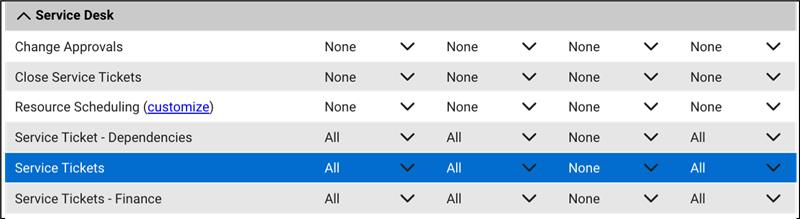 Service Desk
Change Approvals None None None None
Close Service Tickets None None None None
Resource Scheduling (customize) None None None None
Service Ticket - Dependencies All All None All
Service Tickets All All None All
Service Tickets - Finance All All None All